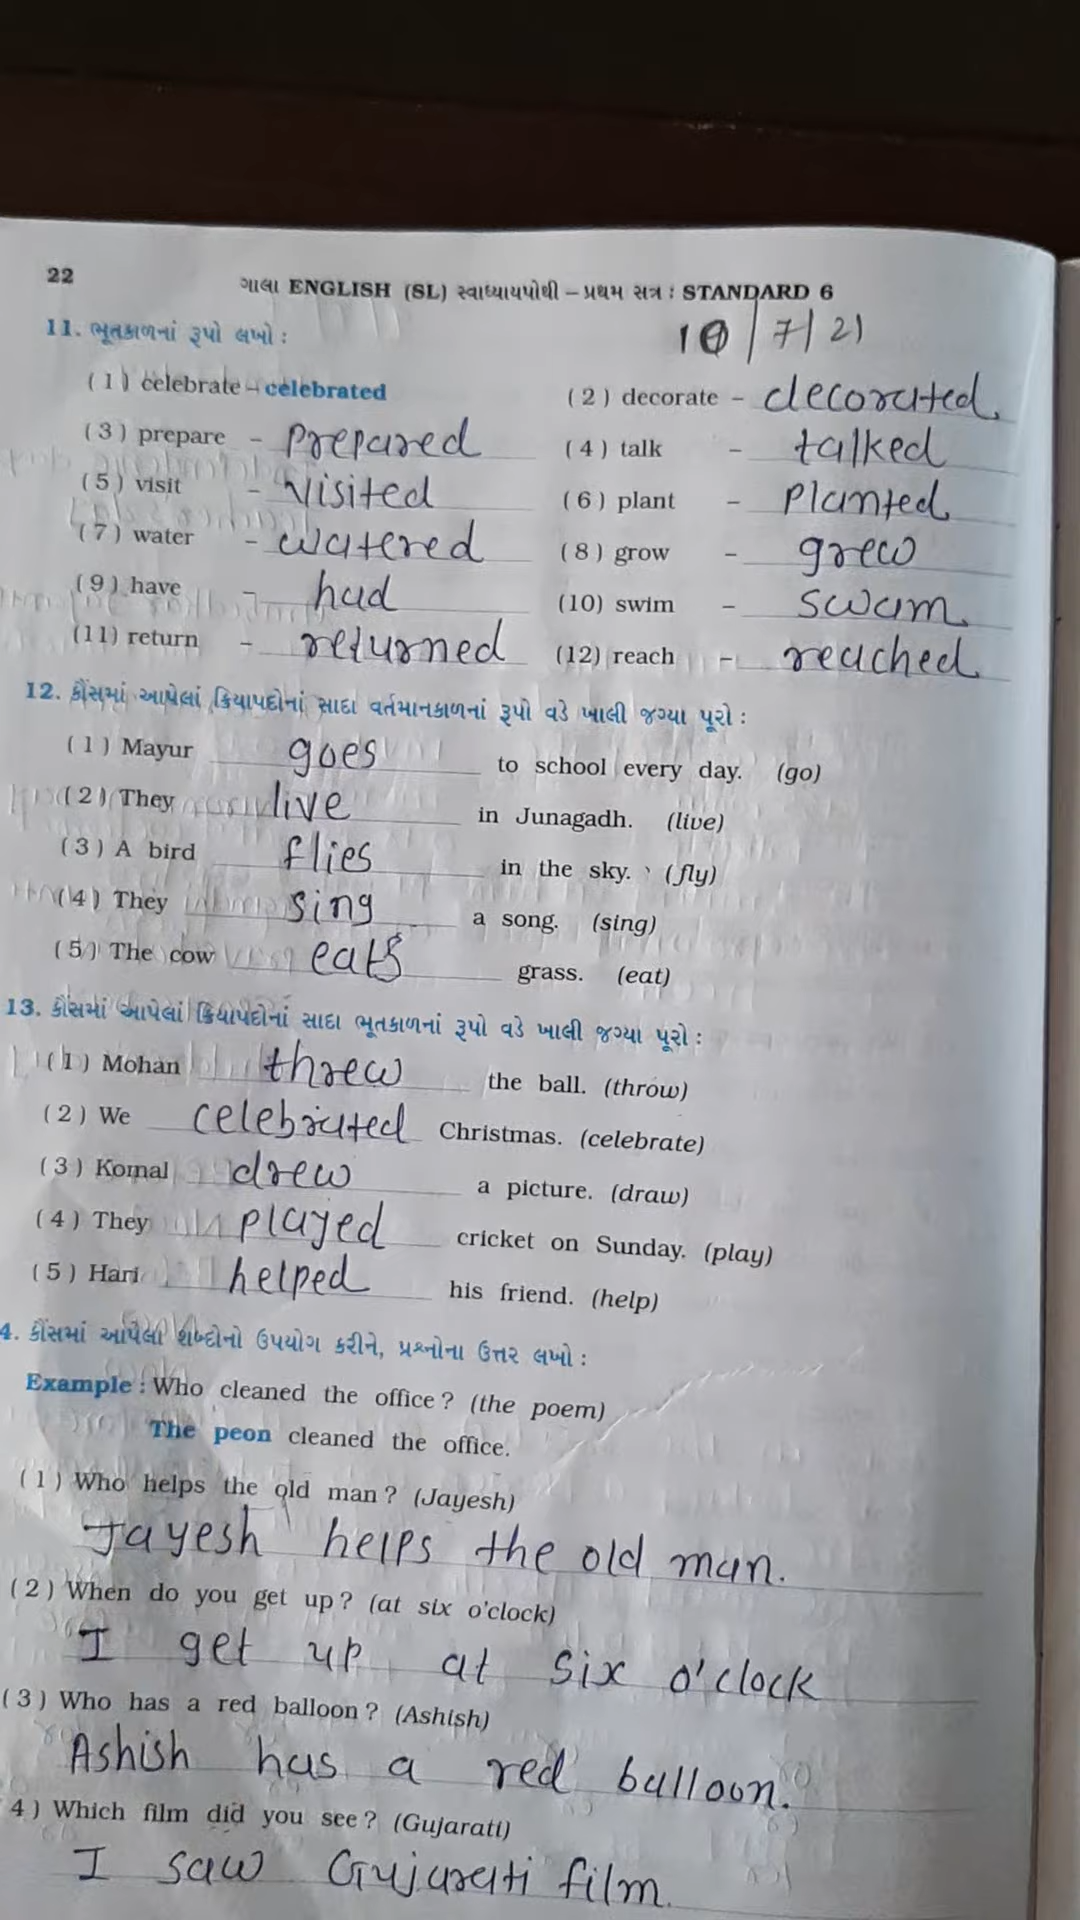 22
ગાલા ENGLISH (SL) સ્વાધ્યાયપોથી – પ્રથમ સત્ર : STANDARD 6
10/7/21
11. ભૂતકાળનાં રૂપો લખો :
(1) celebrate – celebrated (2) decorate – decorated
(3) prepare – prepared (4) talk – talked
(5) visit – visited (6) plant – planted
(7) water – watered (8) grow – grew
(9) have – had (10) swim – swam
(11) return – returned (12) reach – reached
12. કૌંસમાં આપેલાં ક્રિયાપદોનાં સાદા વર્તમાનકાળનાં રૂપો વડે ખાલી જગ્યા પૂરો :
(1) Mayur goes to school every day. (go)
(2) They live in Junagadh. (live)
(3) A bird flies in the sky. (fly)
(4) They sing a song. (sing)
(5) The cow eats grass. (eat)
13. કૌંસમાં આપેલાં ક્રિયાપદોનાં સાદા ભૂતકાળનાં રૂપો વડે ખાલી જગ્યા પૂરો :
(1) Mohan threw the ball. (throw)
(2) We celebrated Christmas. (celebrate)
(3) Komal drew a picture. (draw)
(4) They played cricket on Sunday. (play)
(5) Hari helped his friend. (help)
4. કૌંસમાં આપેલા શબ્દોનો ઉપયોગ કરીને, પ્રશ્નોના ઉત્તર લખો :
Example : Who cleaned the office? (the poem)
The peon cleaned the office.
(1) Who helps the old man? (Jayesh)
Jayesh helps the old man.
(2) When do you get up? (at six o'clock)
I get up at six o'clock
(3) Who has a red balloon? (Ashish)
Ashish has a red balloon.
4) Which film did you see? (Gujarati)
I saw Gujarati film.